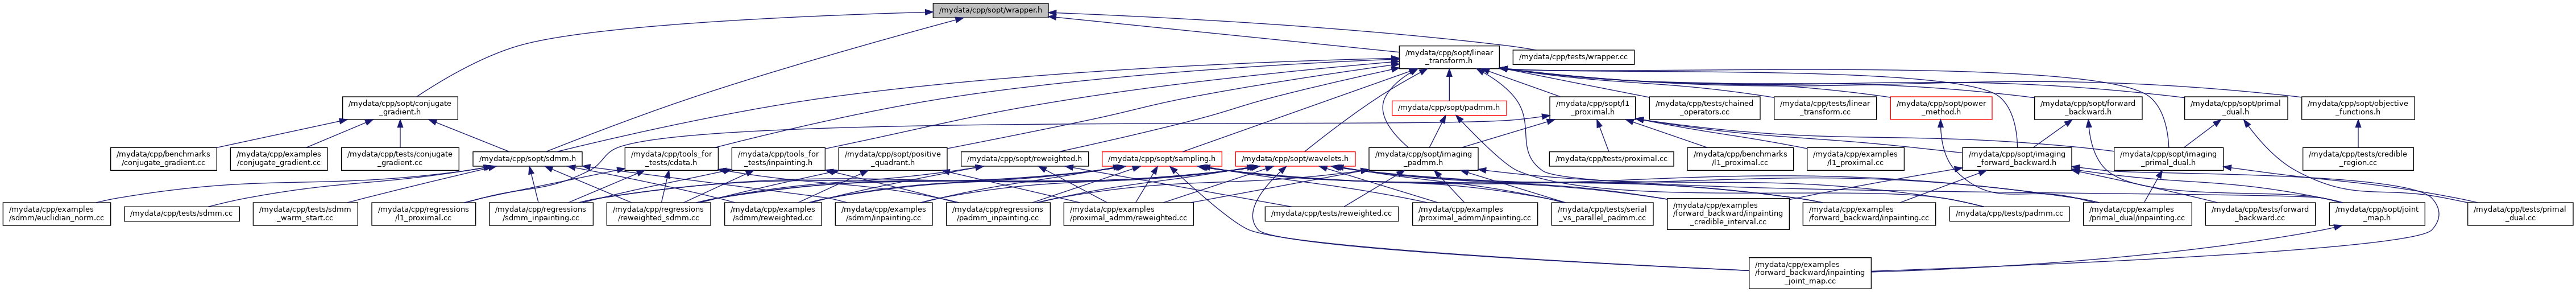 /mydata/cpp/sopt/wrapper.h
/mydata/cpp/sopt/linear
_transform.h
/mydata/cpp/tests/wrapper.cc
/mydata/cpp/sopt/conjugate
_gradient.h
/mydata/cpp/sopt/padmm.h
/mydata/cpp/sopt/l1
_proximal.h
/mydata/cpp/tests/chained
_operators.cc
/mydata/cpp/tests/linear
_transform.cc
/mydata/cpp/sopt/power
_method.h
/mydata/cpp/sopt/forward
_backward.h
/mydata/cpp/sopt/primal
_dual.h
/mydata/cpp/sopt/objective
_functions.h
/mydata/cpp/benchmarks
/conjugate_gradient.cc
/mydata/cpp/examples
/conjugate_gradient.cc
/mydata/cpp/tests/conjugate
_gradient.cc
/mydata/cpp/sopt/sdmm.h
/mydata/cpp/tools_for
_tests/cdata.h
/mydata/cpp/tools_for
_tests/inpainting.h
/mydata/cpp/sopt/positive
_quadrant.h
/mydata/cpp/sopt/reweighted.h
/mydata/cpp/sopt/sampling.h
/mydata/cpp/sopt/wavelets.h
/mydata/cpp/sopt/imaging
_padmm.h
/mydata/cpp/tests/proximal.cc
/mydata/cpp/benchmarks
/l1_proximal.cc
/mydata/cpp/examples
/l1_proximal.cc
/mydata/cpp/sopt/imaging
_forward_backward.h
/mydata/cpp/sopt/imaging
_primal_dual.h
/mydata/cpp/tests/credible
_region.cc
/mydata/cpp/examples
/sdmm/euclidian_norm.cc
/mydata/cpp/tests/sdmm.cc
/mydata/cpp/tests/sdmm
_warm_start.cc
/mydata/cpp/regressions
/l1_proximal.cc
/mydata/cpp/regressions
/sdmm_inpainting.cc
/mydata/cpp/regressions
/reweighted_sdmm.cc
/mydata/cpp/examples
/sdmm/reweighted.cc
/mydata/cpp/examples
/sdmm/inpainting.cc
/mydata/cpp/regressions
/padmm_inpainting.cc
/mydata/cpp/examples
/proximal_admm/reweighted.cc
/mydata/cpp/tests/reweighted.cc
/mydata/cpp/examples
/proximal_admm/inpainting.cc
/mydata/cpp/tests/serial
_vs_parallel_padmm.cc
/mydata/cpp/examples
/forward_backward/inpainting
_credible_interval.cc
/mydata/cpp/examples
/forward_backward/inpainting.cc
/mydata/cpp/tests/padmm.cc
/mydata/cpp/examples
/primal_dual/inpainting.cc
/mydata/cpp/tests/forward
_backward.cc
/mydata/cpp/sopt/joint
_map.h
/mydata/cpp/tests/primal
_dual.cc
/mydata/cpp/examples
/forward_backward/inpainting
_joint_map.cc